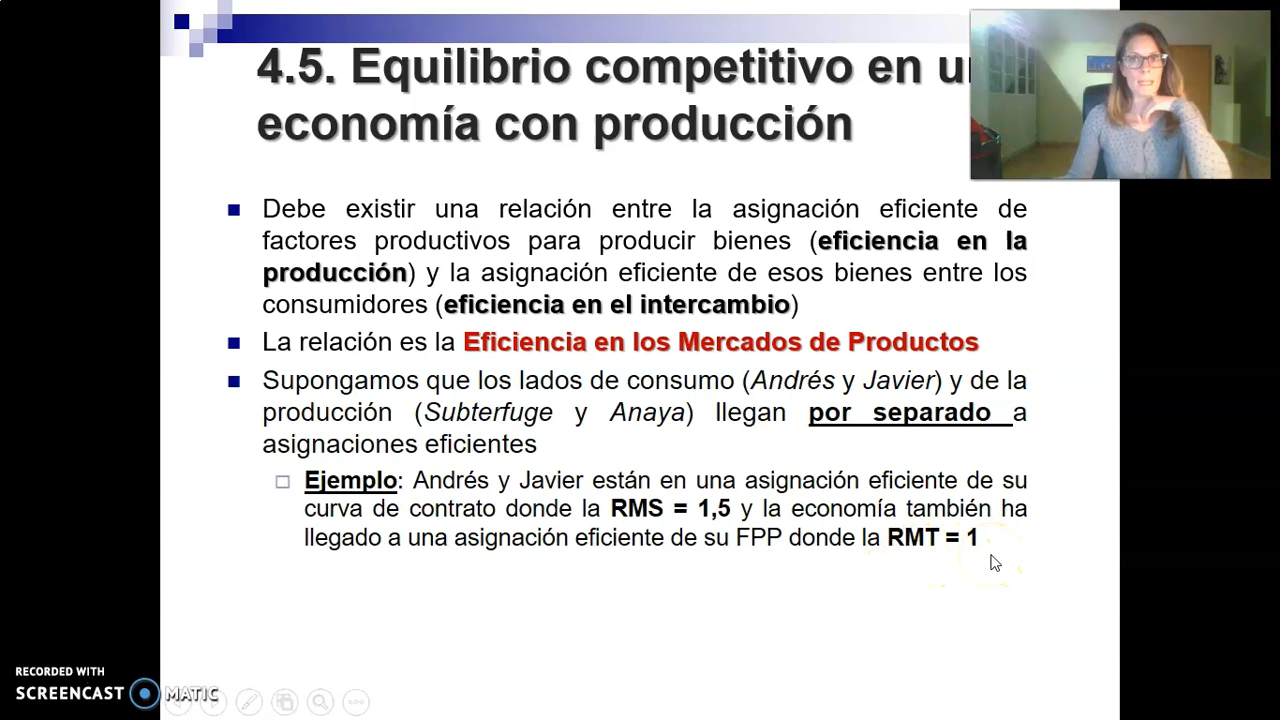 4.5. Equilibrio competitivo en un
economía con producción
Debe existir una relación entre la asignación eficiente de
factores productivos para producir bienes (eficiencia en la
producción) y la asignación eficiente de esos bienes entre los
consumidores (eficiencia en el intercambio)
La relación es la Eficiencia en los Mercados de Productos
Supongamos que los lados de consumo (Andrés y Javier) y de la
producción (Subterfuge y Anaya) llegan por separado a
asignaciones eficientes
Ejemplo: Andrés y Javier están en una asignación eficiente de su
curva de contrato donde la RMS = 1,5 y la economía también ha
llegado a una asignación eficiente de su FPP donde la RMT = 1
RECORDED WITH
SCREENCAST MATIC